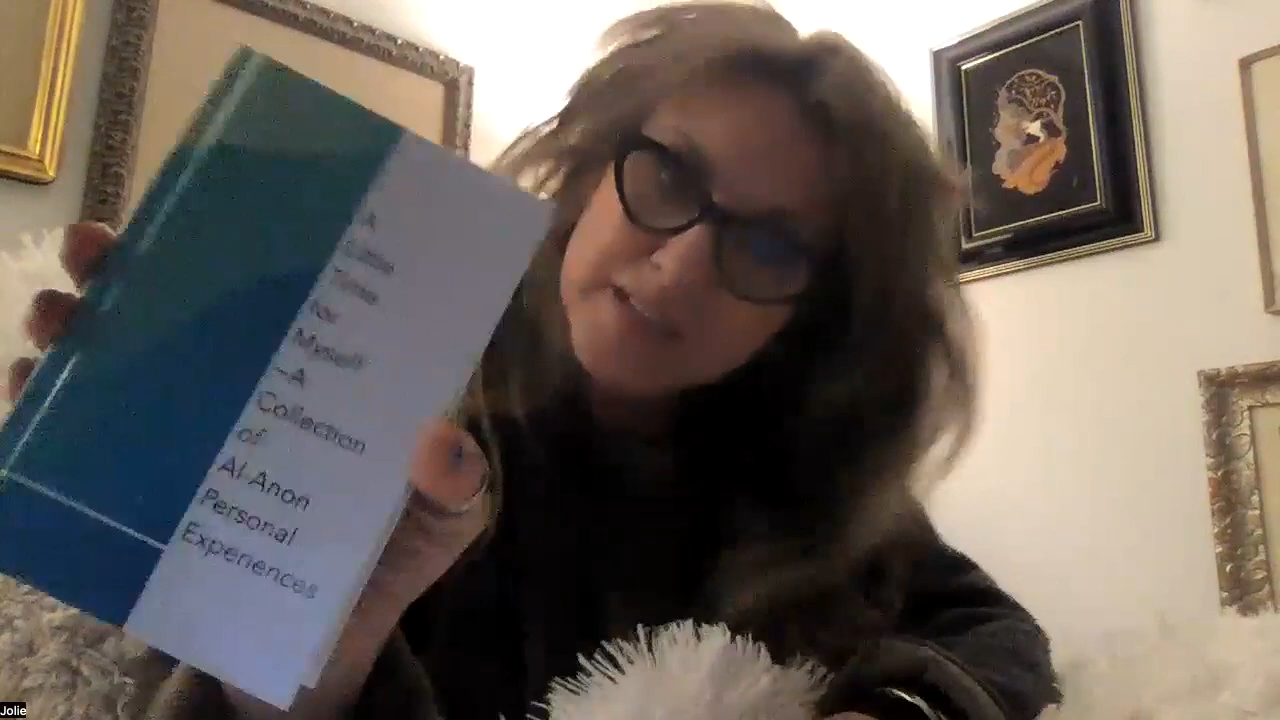 A
Little
Time
for
Myself
–A
Collection
of
Al-Anon
Personal
Experiences
Jolie